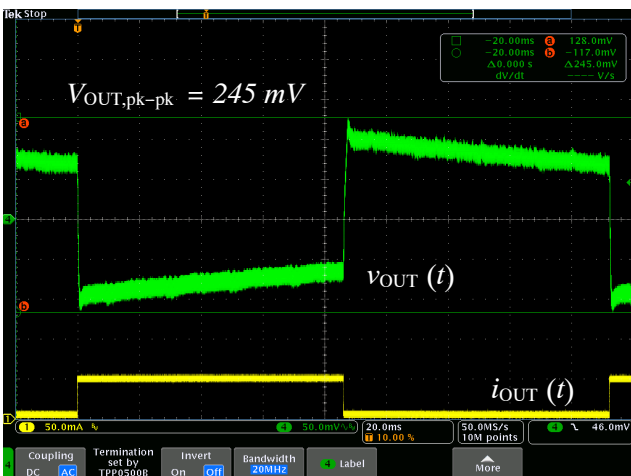 Tek Stop
T
-20.00ms a 128.0mV
-20.00ms b -117.0mV
Δ0.000 s Δ245.0mV
dV/dt ---- V/s
VOUT,pk-pk = 245 mV
a
4
b
vOUT (t)
iOUT (t)
1
1 50.0mA
4 50.0mV
20.0ms
T 10.00 %
50.0MS/s
10M points
4 46.0mV
4
Coupling
DC AC
Termination
set by
TPP0500B
Invert
On Off
Bandwidth
20MHz
4 Label
More